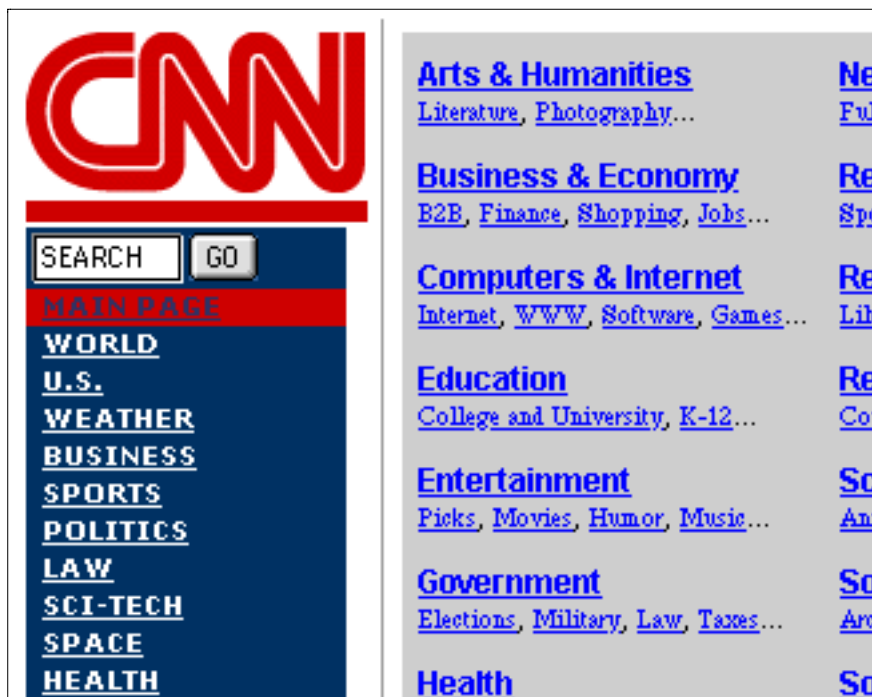 CNN
SEARCH GO
MAIN PAGE
WORLD
U.S.
WEATHER
BUSINESS
SPORTS
POLITICS
LAW
SCI-TECH
SPACE
HEALTH
Arts & Humanities
Literature, Photography...
Business & Economy
B2B, Finance, Shopping, Jobs...
Computers & Internet
Internet, WWW, Software, Games...
Education
College and University, K-12...
Entertainment
Picks, Movies, Humor, Music...
Government
Elections, Military, Law, Taxes...
Health